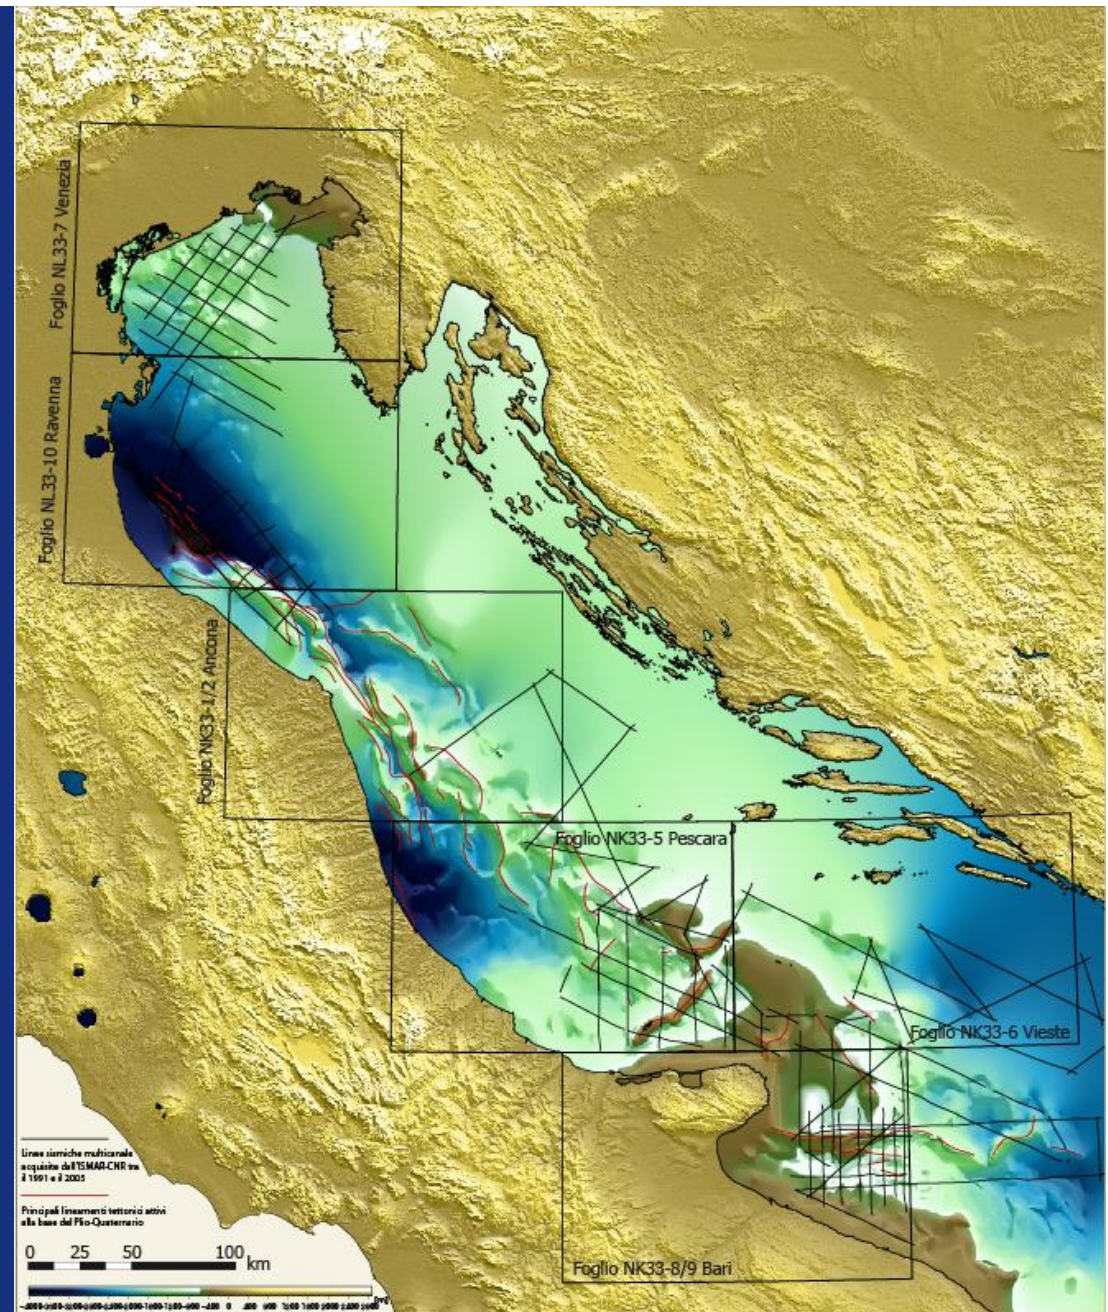 Foglio NL33-7 Venezia
Foglio NL33-10 Ravenna
Foglio NK33-1/2 Ancona
Foglio NK33-5 Pescara
Foglio NK33-6 Vieste
Foglio NK33-8/9 Bari
Linee sismiche multicanale
acquisite dall'ISMAR-CNR tra
il 1991 e il 2005
Principali lineamenti tettonici attivi
alla base del Plio-Quaternario
0 25 50 100 km